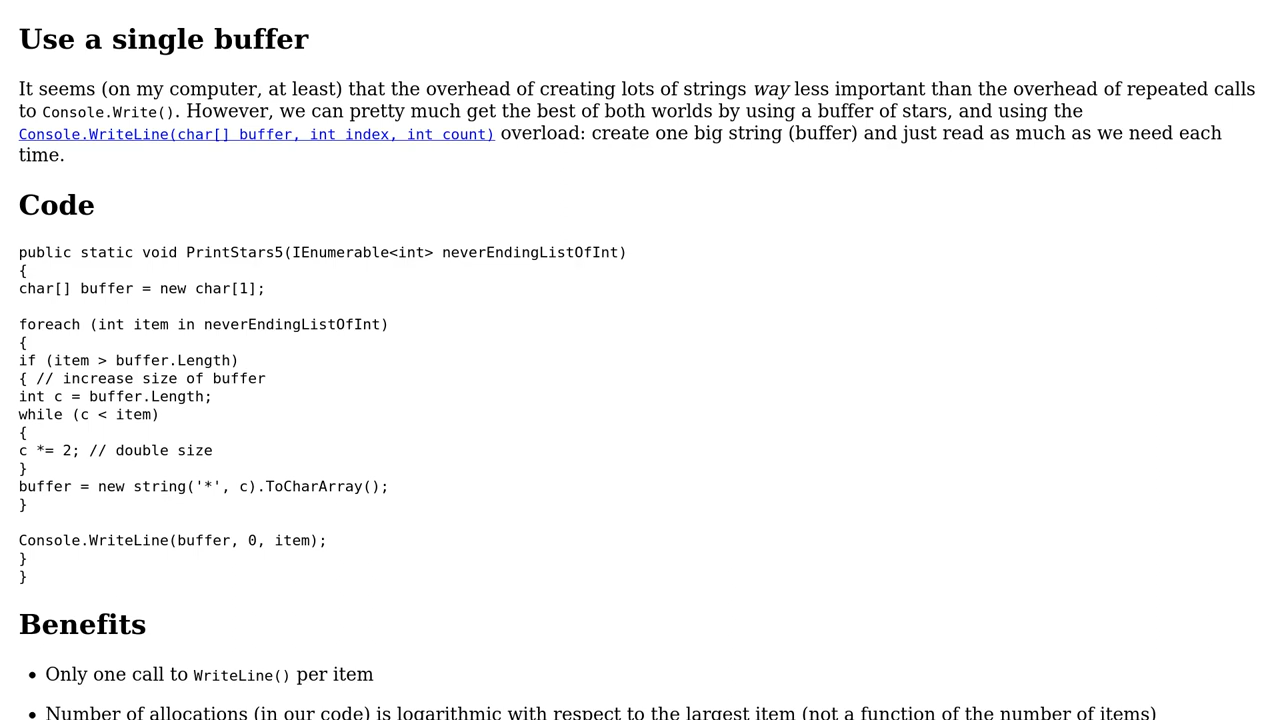 Use a single buffer
It seems (on my computer, at least) that the overhead of creating lots of strings way less important than the overhead of repeated calls
to Console.Write(). However, we can pretty much get the best of both worlds by using a buffer of stars, and using the
Console.WriteLine(char[] buffer, int index, int count) overload: create one big string (buffer) and just read as much as we need each
time.
Code
public static void PrintStars5(IEnumerable<int> neverEndingListOfInt)
{
char[] buffer = new char[1];
foreach (int item in neverEndingListOfInt)
{
if (item > buffer.Length)
{ // increase size of buffer
int c = buffer.Length;
while (c < item)
{
c *= 2; // double size
}
buffer = new string('*', c).ToCharArray();
}
Console.WriteLine(buffer, 0, item);
}
}
Benefits
• Only one call to WriteLine() per item
• Number of allocations (in our code) is logarithmic with respect to the largest item (not a function of the number of items)